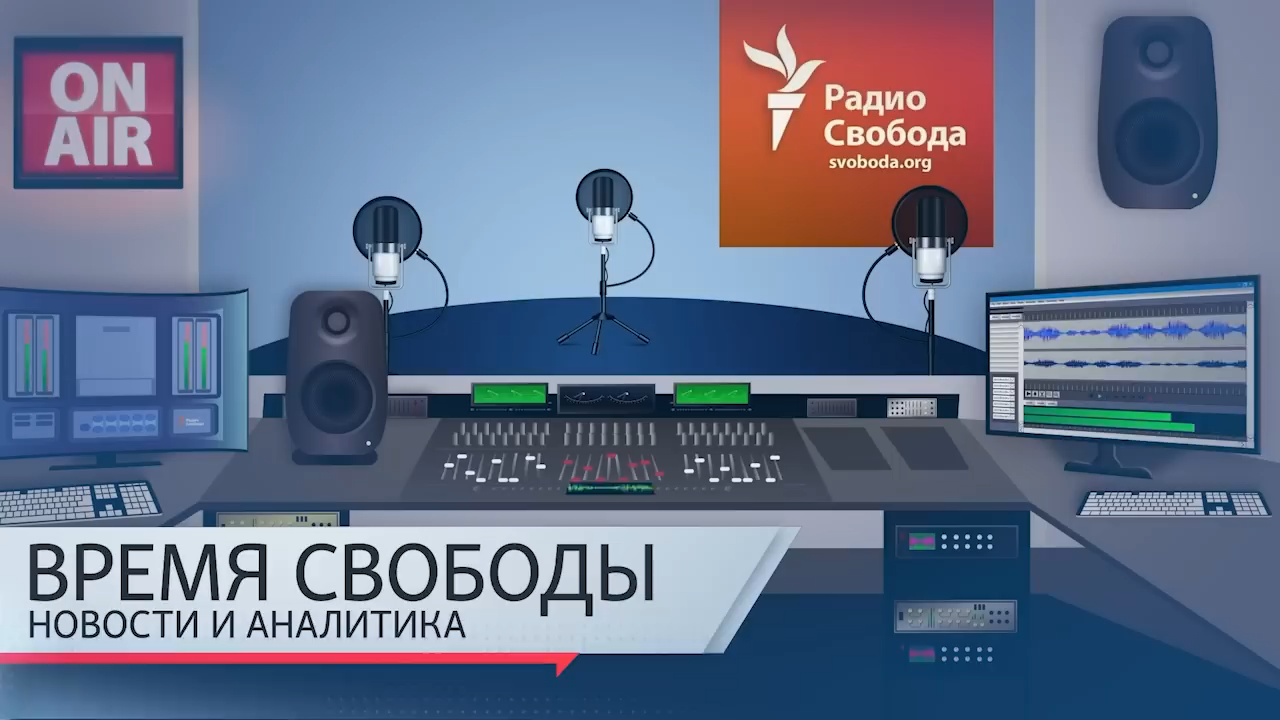 ON
AIR
Радио
Свобода
svoboda.org
ВРЕМЯ СВОБОДЫ
НОВОСТИ И АНАЛИТИКА